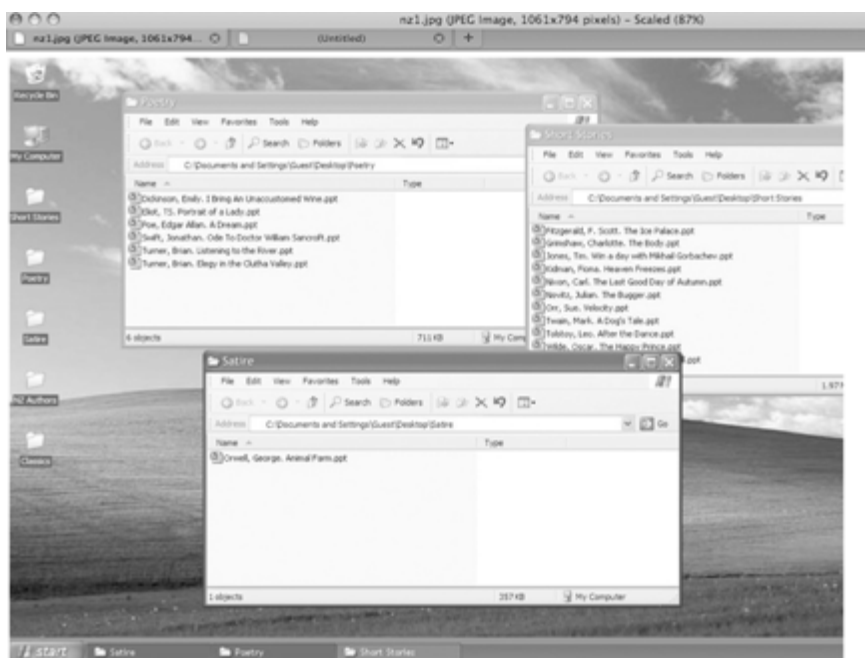 nz1.jpg (JPEG Image, 1061x794 pixels) – Scaled (87%)
nz1.jpg (JPEG Image, 1061x794...
(Untitled)
Recycle Bin
My Computer
Short Stories
Poetry
Satire
NZ Authors
Classics
Poetry
File Edit View Favorites Tools Help
Back Search Folders
Address C:\Documents and Settings\Guest\Desktop\Poetry
Name Type
Dickinson, Emily. I Bring An Unaccustomed Wine.ppt
Eliot, TS. Portrait of a Lady.ppt
Poe, Edgar Allan. A Dream.ppt
Swift, Jonathan. Ode To Doctor William Sancroft.ppt
Turner, Brian. Listening to the River.ppt
Turner, Brian. Elegy in the Clutha Valley.ppt
6 objects 711 KB My Comp
Short Stories
File Edit View Favorites Tools Help
Back Search Folders
Address C:\Documents and Settings\Guest\Desktop\Short Stories
Name Type
Fitzgerald, F. Scott. The Ice Palace.ppt
Grimshaw, Charlotte. The Body.ppt
Jones, Tim. Win a day with Mikhail Gorbachev.ppt
Kidman, Fiona. Heaven Freezes.ppt
Nixon, Carl. The Last Good Day of Autumn.ppt
Novitz, Julian. The Bugger.ppt
Orr, Sue. Velocity.ppt
Twain, Mark. A Dog's Tale.ppt
Tolstoy, Leo. After the Dance.ppt
Wilde, Oscar. The Happy Prince.ppt
.ppt
Satire
File Edit View Favorites Tools Help
Back Search Folders
Address C:\Documents and Settings\Guest\Desktop\Satire Go
Name Type
Orwell, George. Animal Farm.ppt
1 objects 357 KB My Computer
start Satire Poetry Short Stories